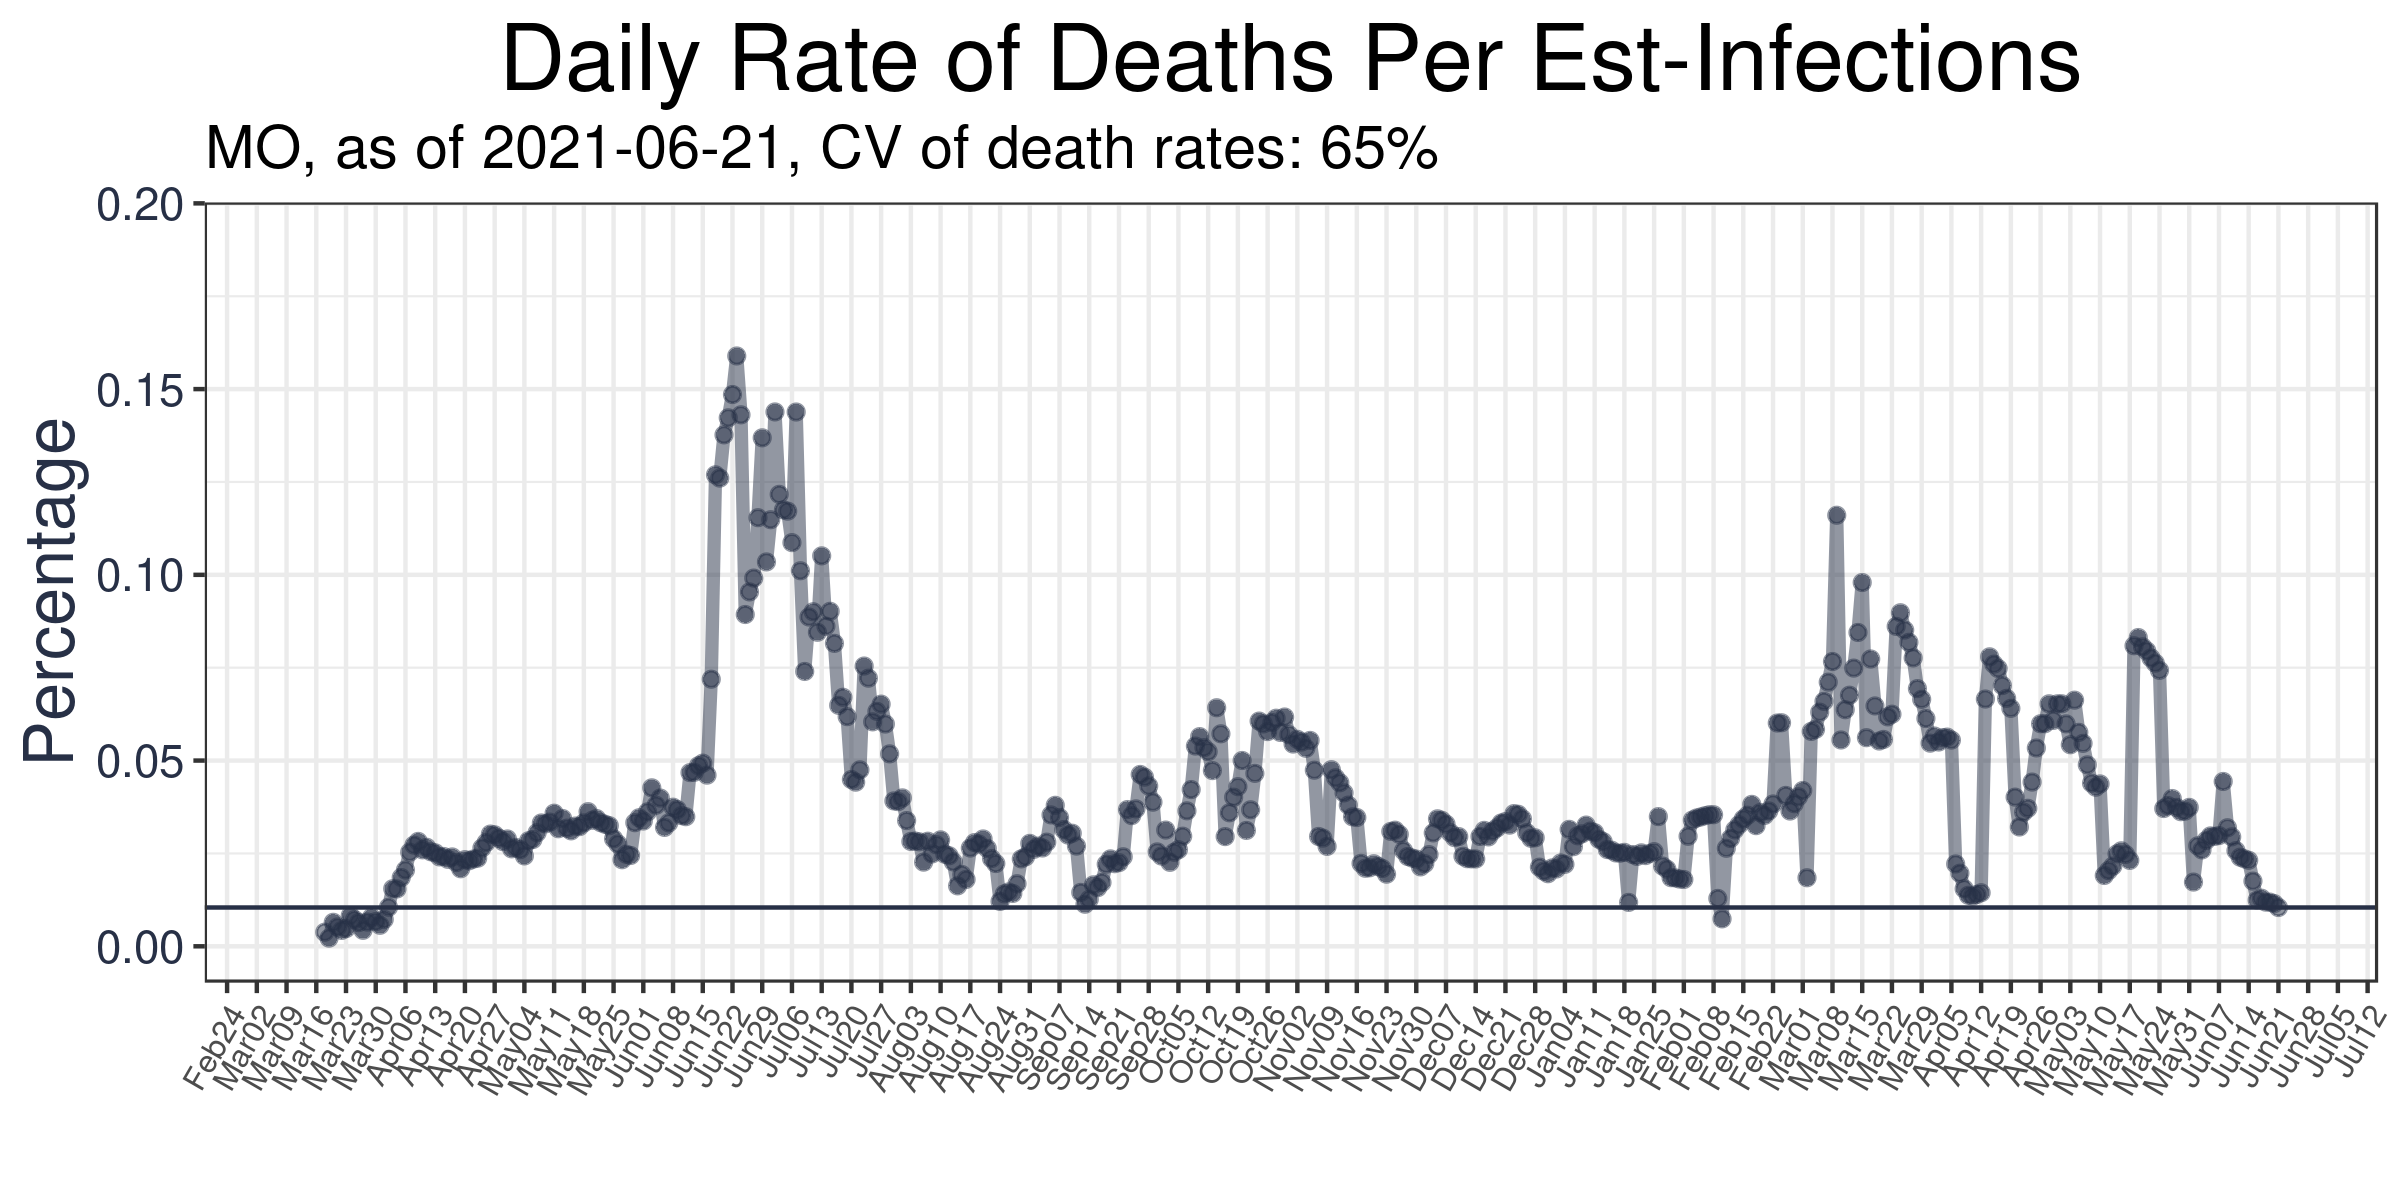 Daily Rate of Deaths Per Est-Infections
MO, as of 2021-06-21, CV of death rates: 65%
Percentage
0.20
0.15
0.10
0.05
0.00
Feb24
Mar02
Mar09
Mar16
Mar23
Mar30
Apr06
Apr13
Apr20
Apr27
May04
May11
May18
May25
Jun01
Jun08
Jun15
Jun22
Jun29
Jul06
Jul13
Jul20
Jul27
Aug03
Aug10
Aug17
Aug24
Aug31
Sep07
Sep14
Sep21
Sep28
Oct05
Oct12
Oct19
Oct26
Nov02
Nov09
Nov16
Nov23
Nov30
Dec07
Dec14
Dec21
Dec28
Dec04
Jan11
Jan18
Jan25
Feb01
Feb08
Feb15
Feb22
Mar01
Mar08
Mar15
Mar22
Mar29
Apr05
Apr12
Apr19
Apr26
May03
May10
May17
May24
May31
May07
Jun14
Jun21
Jun28
Jul05
Jul12